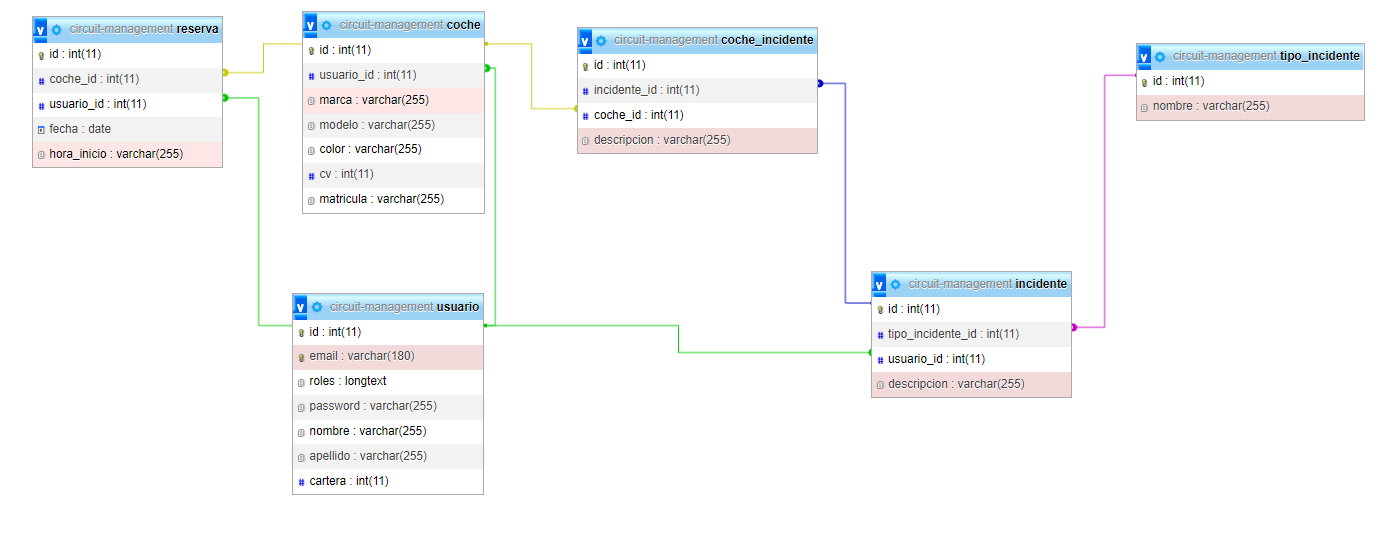 circuit-management reserva
id : int(11)
coche_id : int(11)
usuario_id : int(11)
fecha : date
hora_inicio : varchar(255)
circuit-management coche
id : int(11)
usuario_id : int(11)
marca : varchar(255)
modelo : varchar(255)
color : varchar(255)
cv : int(11)
matricula : varchar(255)
circuit-management coche_incidente
id : int(11)
incidente_id : int(11)
coche_id : int(11)
descripcion : varchar(255)
circuit-management tipo_incidente
id : int(11)
nombre : varchar(255)
circuit-management usuario
id : int(11)
email : varchar(180)
roles : longtext
password : varchar(255)
nombre : varchar(255)
apellido : varchar(255)
cartera : int(11)
circuit-management incidente
id : int(11)
tipo_incidente_id : int(11)
usuario_id : int(11)
descripcion : varchar(255)